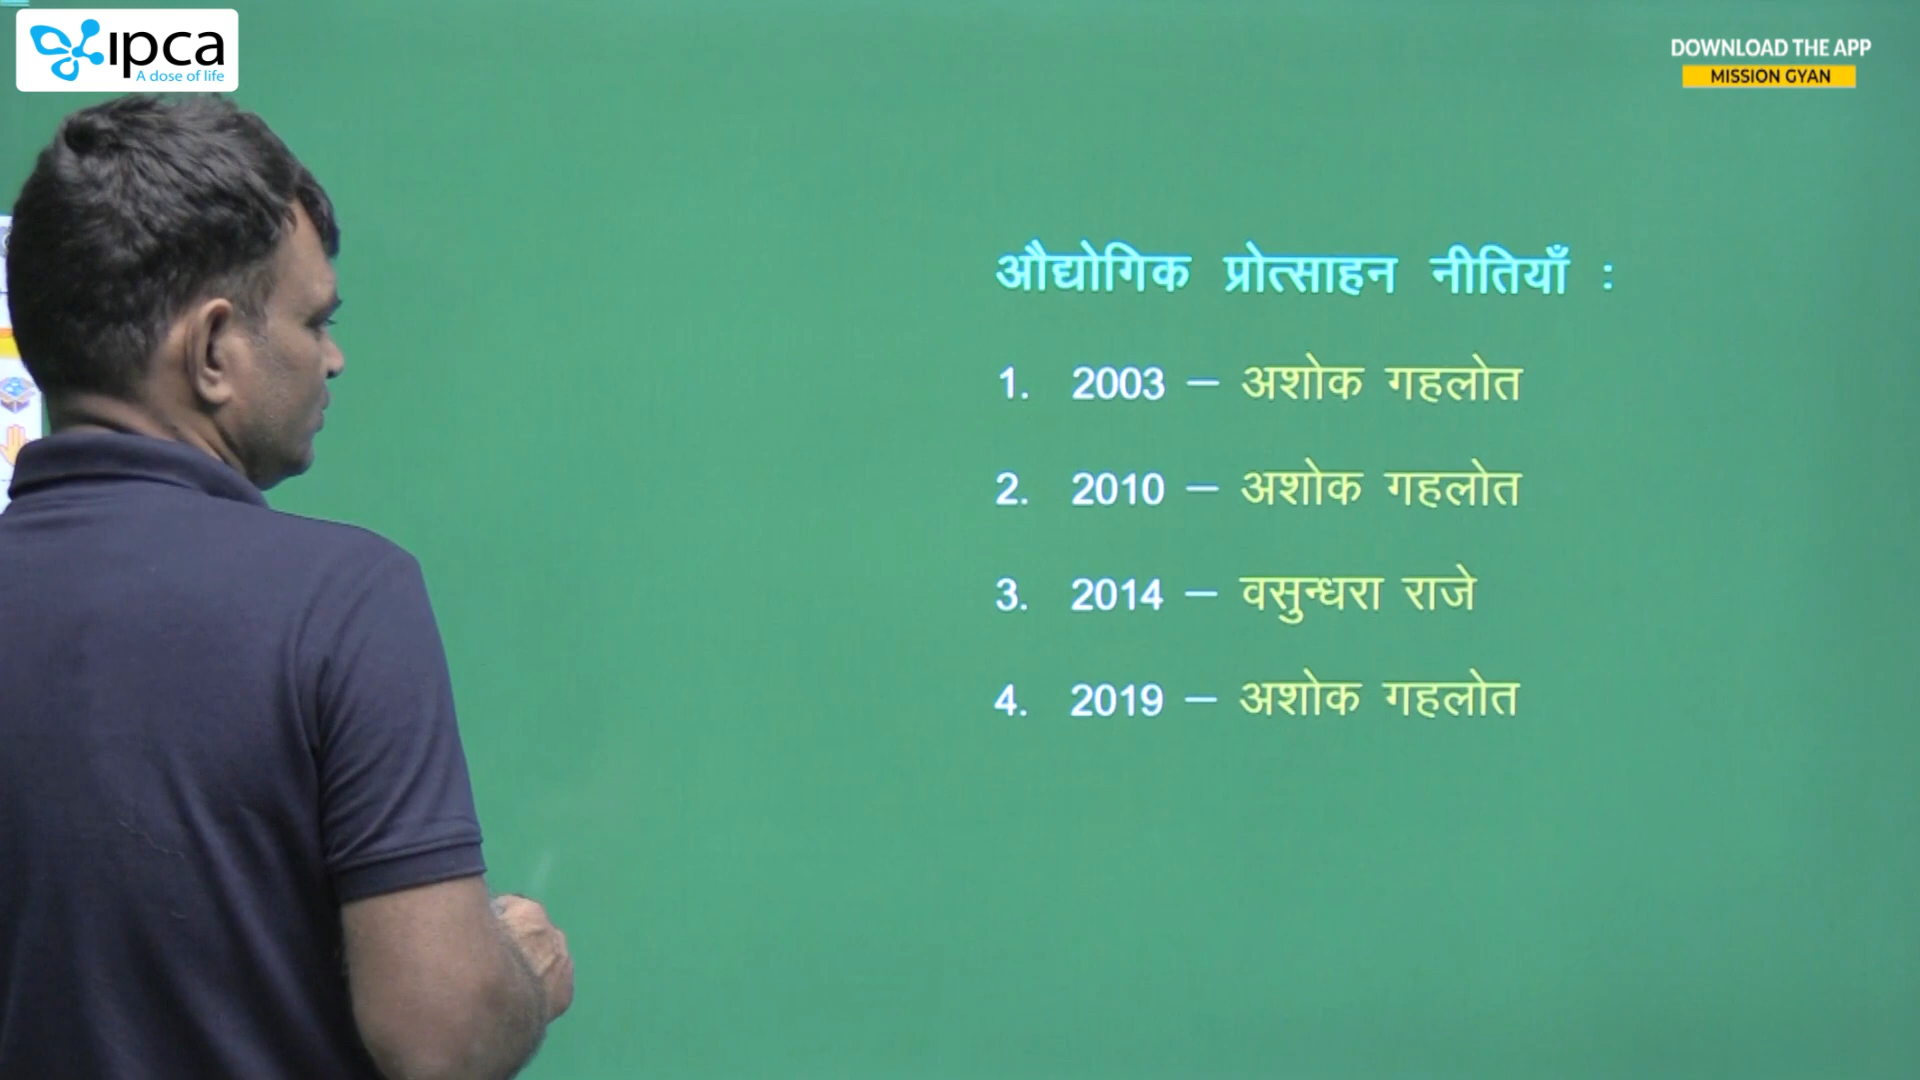 ipca
A dose of life
DOWNLOAD THE APP
MISSION GYAN
औद्योगिक प्रोत्साहन नीतियाँ :
1. 2003 – अशोक गहलोत
2. 2010 – अशोक गहलोत
3. 2014 – वसुन्धरा राजे
4. 2019 – अशोक गहलोत